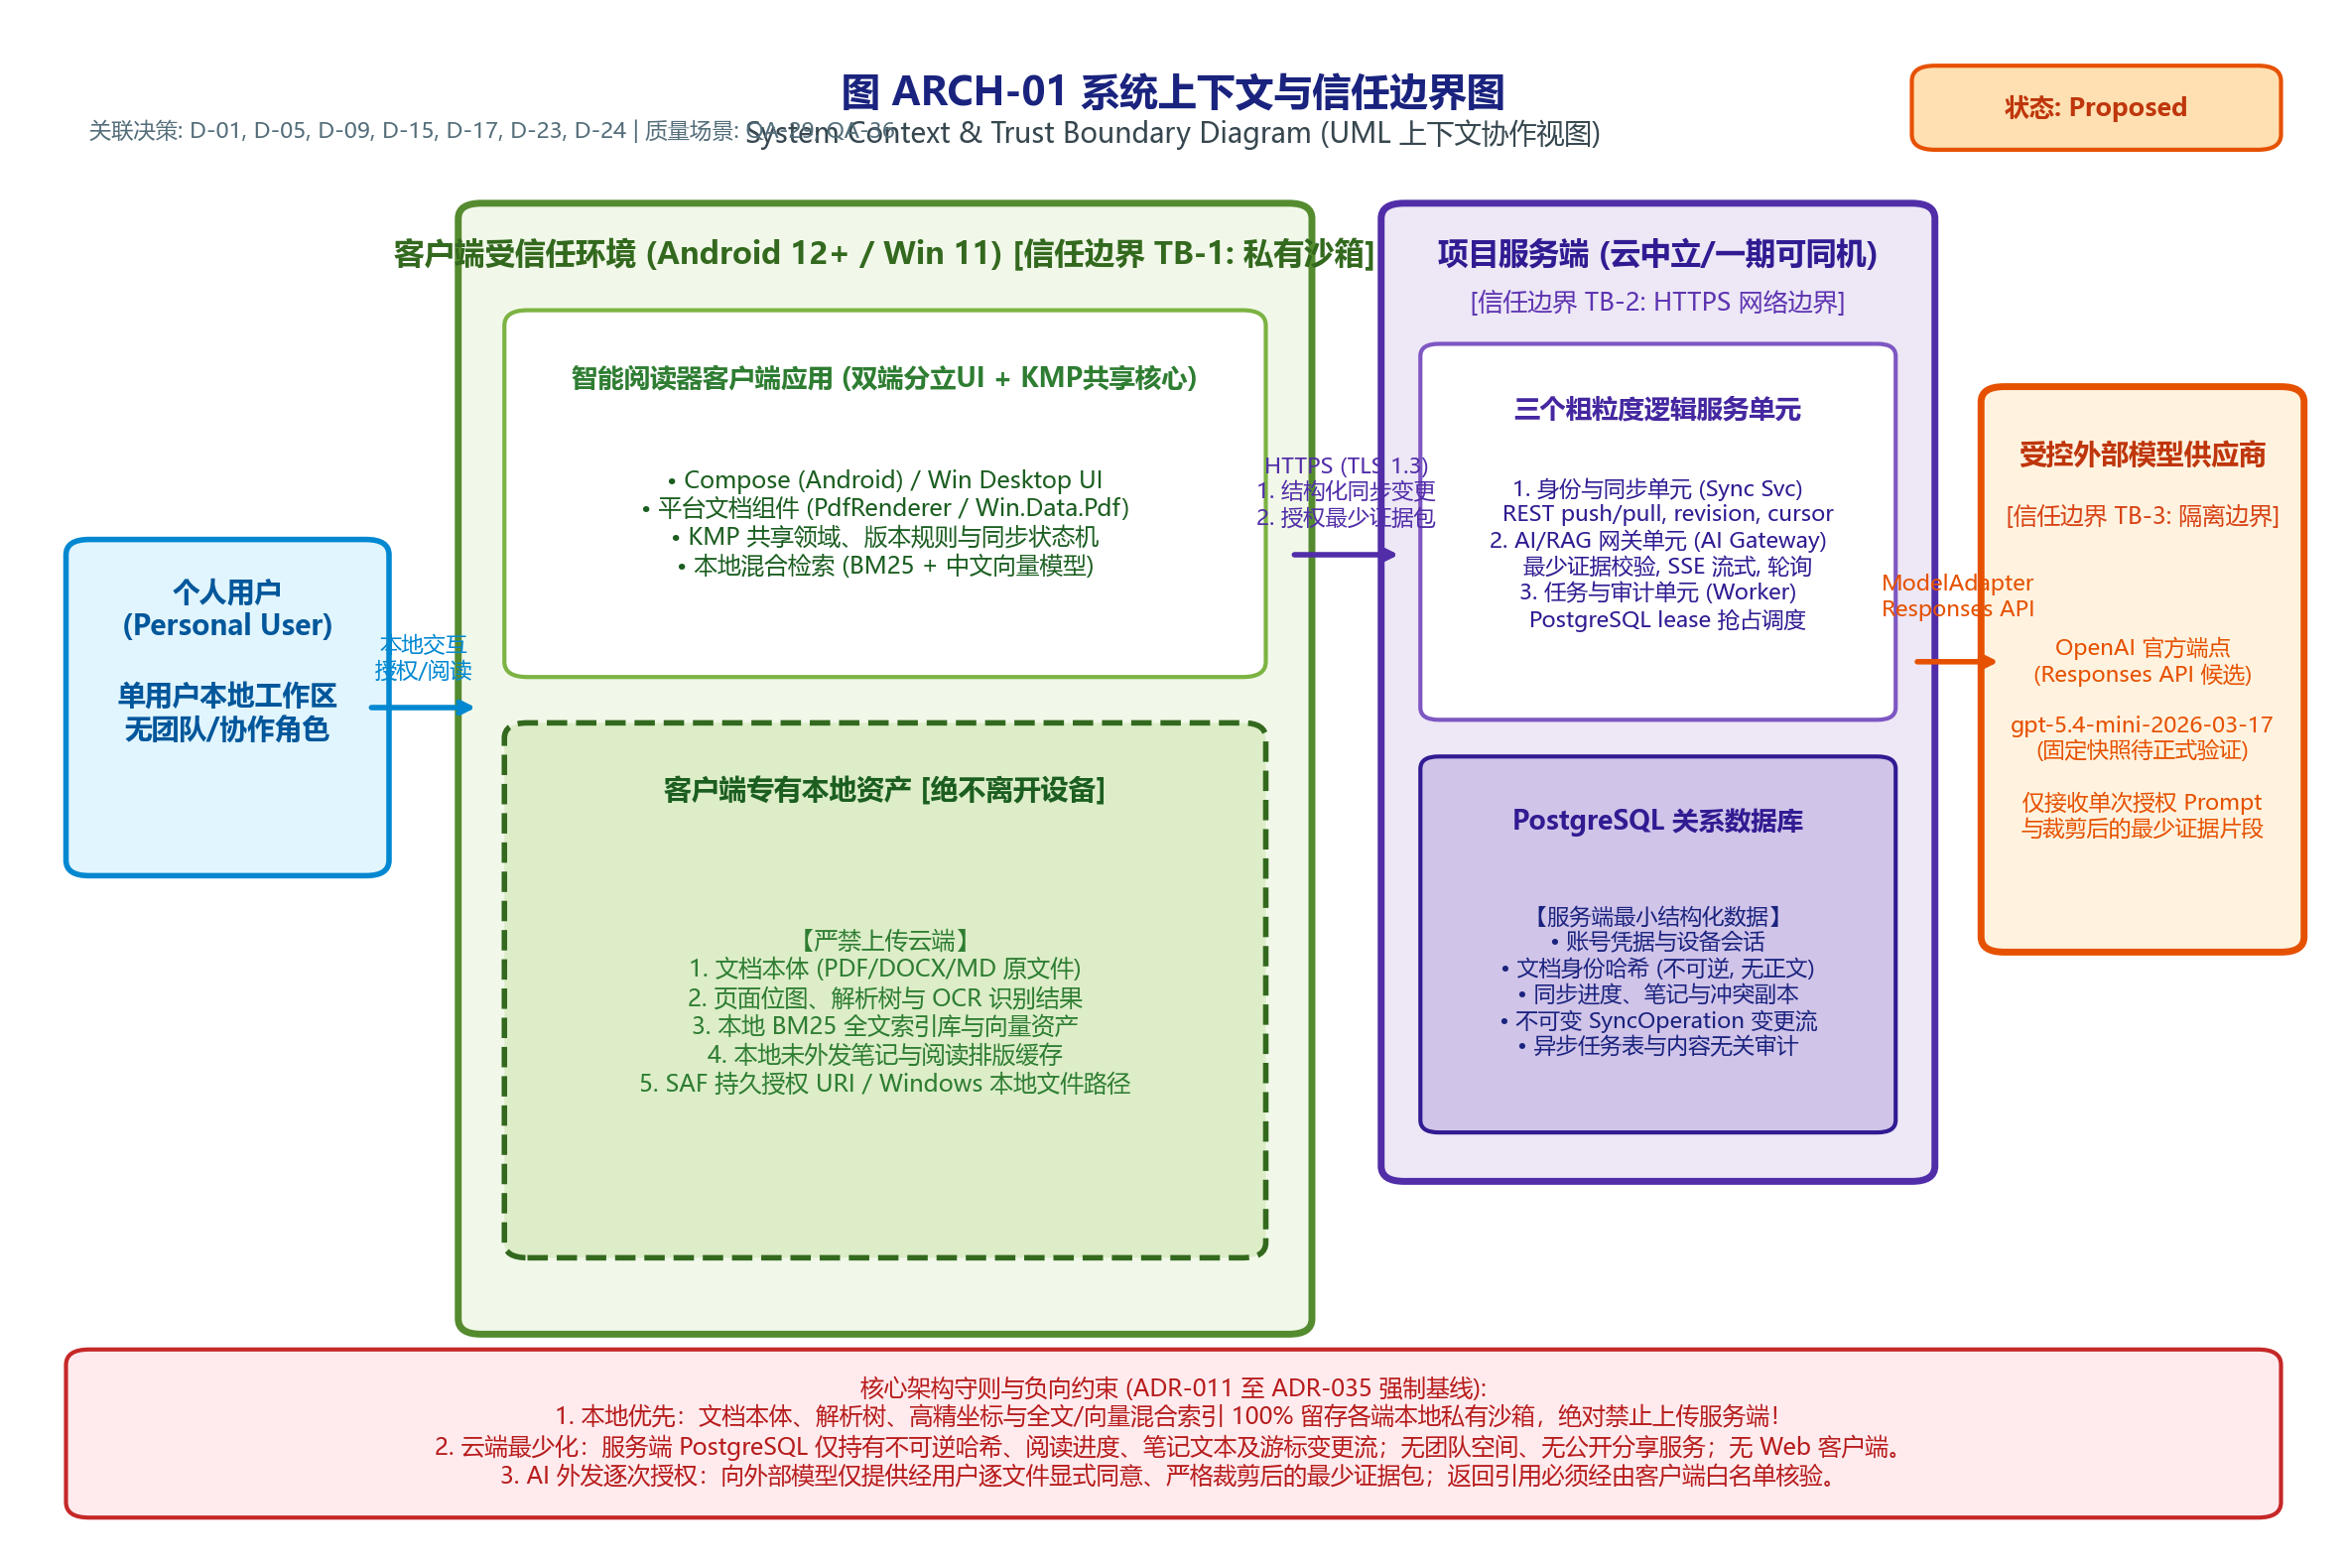 图 ARCH-01 系统上下文与信任边界图
状态: Proposed
关联决策: D-01, D-05, D-09, D-15, D-17, D-23, D-24 | 质量场景: QA-29, QA-36
System Context & Trust Boundary Diagram (UML 上下文协作视图)
个人用户
(Personal User)
单用户本地工作区
无团队/协作角色
本地交互
授权/阅读
客户端受信任环境 (Android 12+ / Win 11) [信任边界 TB-1: 私有沙箱]
智能阅读器客户端应用 (双端分立UI + KMP共享核心)
• Compose (Android) / Win Desktop UI
• 平台文档组件 (PdfRenderer / Win.Data.Pdf)
• KMP 共享领域、版本规则与同步状态机
• 本地混合检索 (BM25 + 中文向量模型)
客户端专有本地资产 [绝不离开设备]
【严禁上传云端】
1. 文档本体 (PDF/DOCX/MD 原文件)
2. 页面位图、解析树与 OCR 识别结果
3. 本地 BM25 全文索引库与向量资产
4. 本地未外发笔记与阅读排版缓存
5. SAF 持久授权 URI / Windows 本地文件路径
HTTPS (TLS 1.3)
1. 结构化同步变更
2. 授权最少证据包
项目服务端 (云中立/一期可同机)
[信任边界 TB-2: HTTPS 网络边界]
三个粗粒度逻辑服务单元
1. 身份与同步单元 (Sync Svc)
REST push/pull, revision, cursor
2. AI/RAG 网关单元 (AI Gateway)
最少证据校验, SSE 流式, 轮询
3. 任务与审计单元 (Worker)
PostgreSQL lease 抢占调度
PostgreSQL 关系数据库
【服务端最小结构化数据】
• 账号凭据与设备会话
• 文档身份哈希 (不可逆, 无正文)
• 同步进度、笔记与冲突副本
• 不可变 SyncOperation 变更流
• 异步任务表与内容无关审计
ModelAdapter
Responses API
受控外部模型供应商
[信任边界 TB-3: 隔离边界]
OpenAI 官方端点
(Responses API 候选)
gpt-5.4-mini-2026-03-17
(固定快照待正式验证)
仅接收单次授权 Prompt
与裁剪后的最少证据片段
核心架构守则与负向约束 (ADR-011 至 ADR-035 强制基线):
1. 本地优先：文档本体、解析树、高精坐标与全文/向量混合索引 100% 留存各端本地私有沙箱，绝对禁止上传服务端！
2. 云端最少化：服务端 PostgreSQL 仅持有不可逆哈希、阅读进度、笔记文本及游标变更流；无团队空间、无公开分享服务；无 Web 客户端。
3. AI 外发逐次授权：向外部模型仅提供经用户逐文件显式同意、严格裁剪后的最少证据包；返回引用必须经由客户端白名单核验。